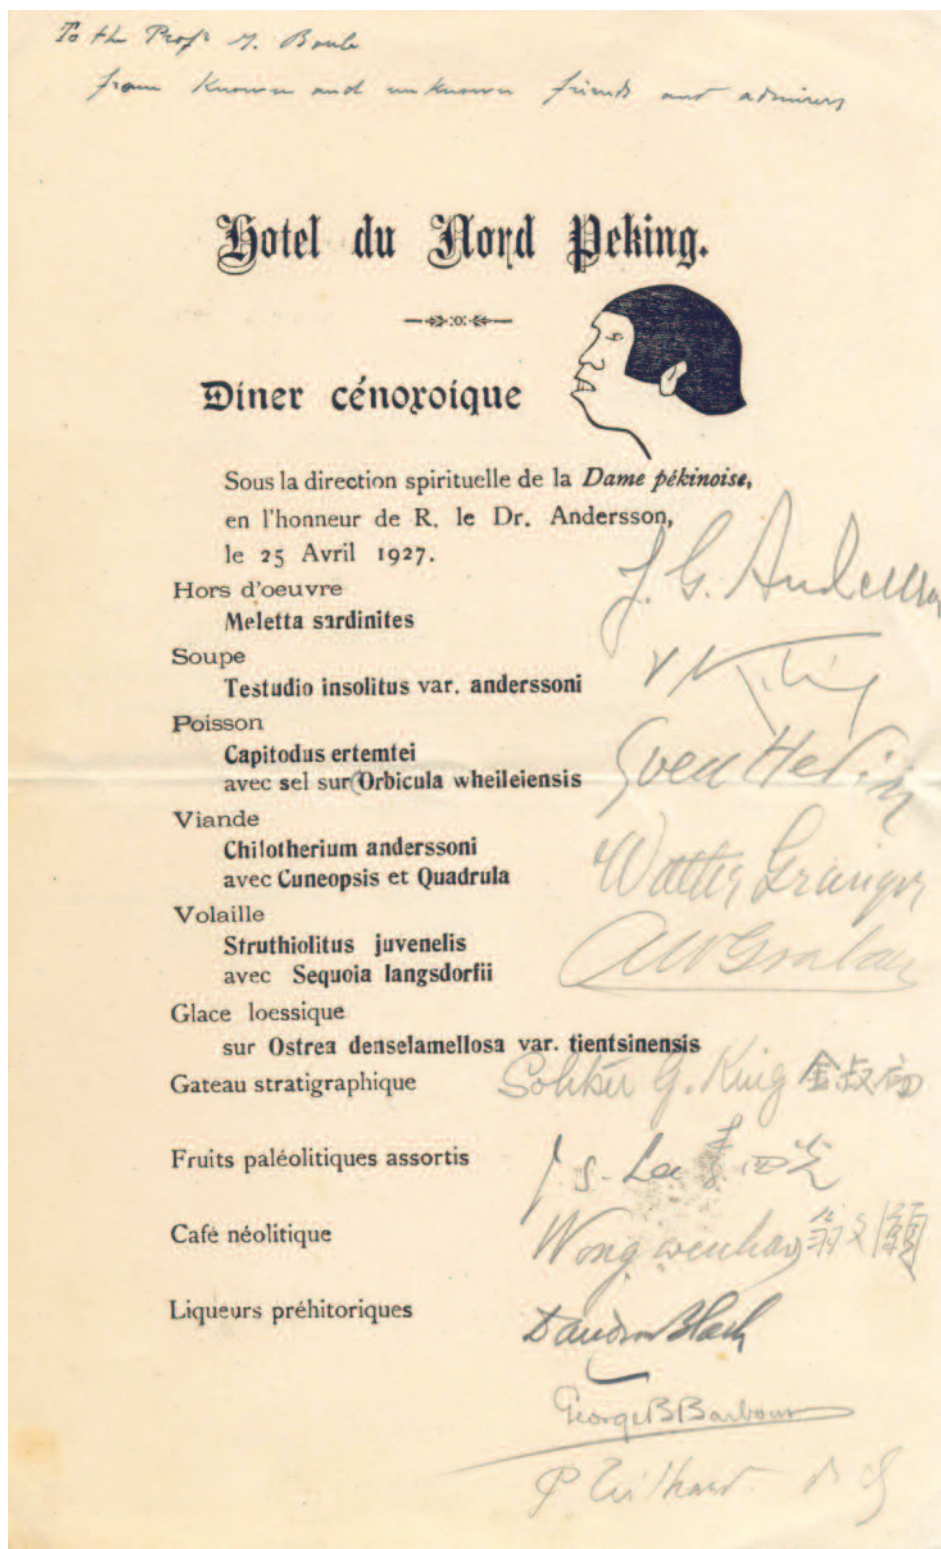 To the Prof. M. Boule
from known and unknown friends and admirers
Hotel du Nord Peking.
Diner cénoxoique
Sous la direction spirituelle de la Dame pékinoise,
en l'honneur de R. le Dr. Andersson,
le 25 Avril 1927.
J. G. Andersson
Hors d'oeuvre
Meletta sardinites
Soupe
Testudio insolitus var. anderssoni
Poisson
Capitodus ertemtei
Sven Hedin
avec sel sur Orbicula wheileiensis
Viande
Chilotherium anderssoni
Walter Granger
avec Cuneopsis et Quadrula
Volaille
Struthiolitus juvenelis
AW Grabau
avec Sequoia langsdorfii
Glace loessique
sur Ostrea denselamellosa var. tientsinensis
Gateau stratigraphique
Sohtsu G. King 金叔初
Fruits paléolitiques assortis
J. S. Lee 李四光
Café néolitique
Wong wenhao 翁文灝
Liqueurs préhitoriques
Davidson Black
George B Barbour
P Teilhard